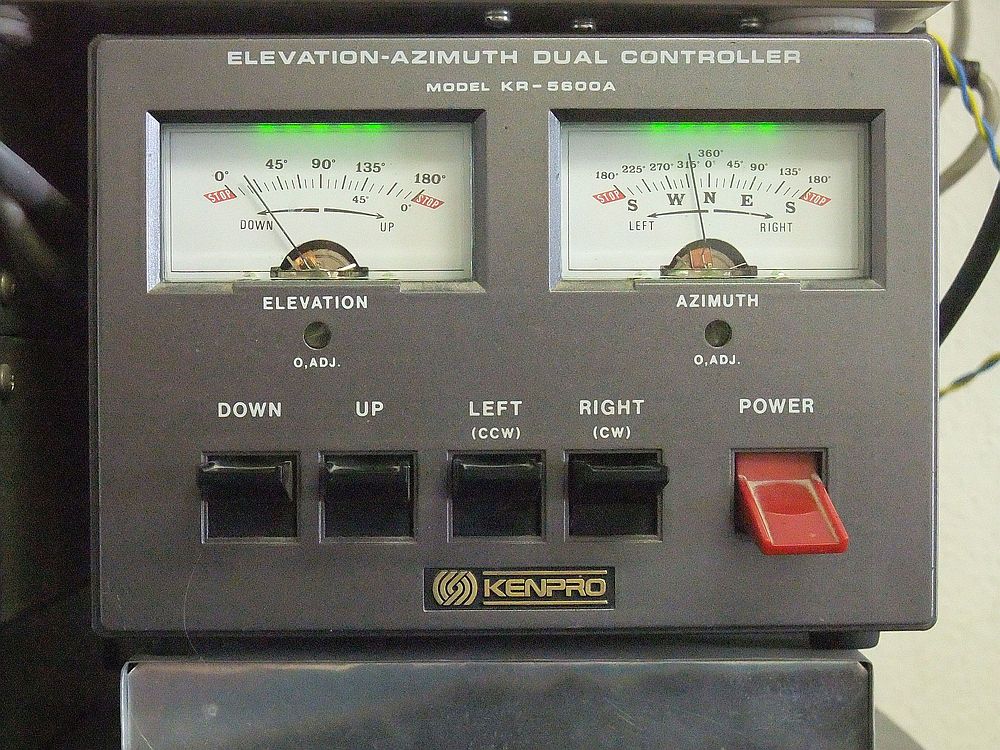 ELEVATION-AZIMUTH DUAL CONTROLLER
MODEL KR-5600A
0° 45° 90° 135° 180°
STOP STOP
45° 0°
DOWN UP
ELEVATION
O,ADJ.
360°
180° 225° 270° 315° 0° 45° 90° 135° 180°
STOP STOP
S W N E S
LEFT RIGHT
AZIMUTH
O,ADJ.
DOWN UP LEFT RIGHT POWER
(CCW) (CW)
KENPRO